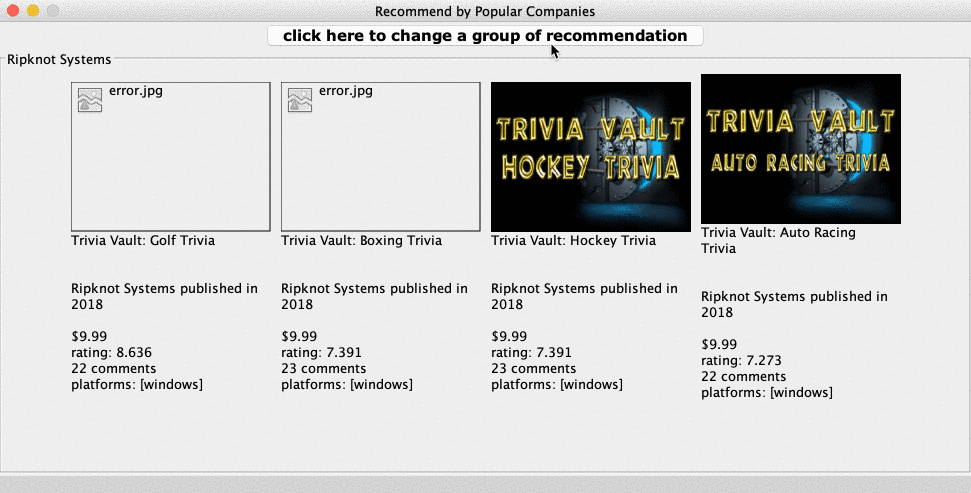 Recommend by Popular Companies
click here to change a group of recommendation
Ripknot Systems
error.jpg
Trivia Vault: Golf Trivia
Ripknot Systems published in
2018
$9.99
rating: 8.636
22 comments
platforms: [windows]
error.jpg
Trivia Vault: Boxing Trivia
Ripknot Systems published in
2018
$9.99
rating: 7.391
23 comments
platforms: [windows]
TRIVIA VAULT
HOCKEY TRIVIA
Trivia Vault: Hockey Trivia
Ripknot Systems published in
2018
$9.99
rating: 7.391
23 comments
platforms: [windows]
TRIVIA VAULT
AUTO RACING TRIVIA
Trivia Vault: Auto Racing
Trivia
Ripknot Systems published in
2018
$9.99
rating: 7.273
22 comments
platforms: [windows]